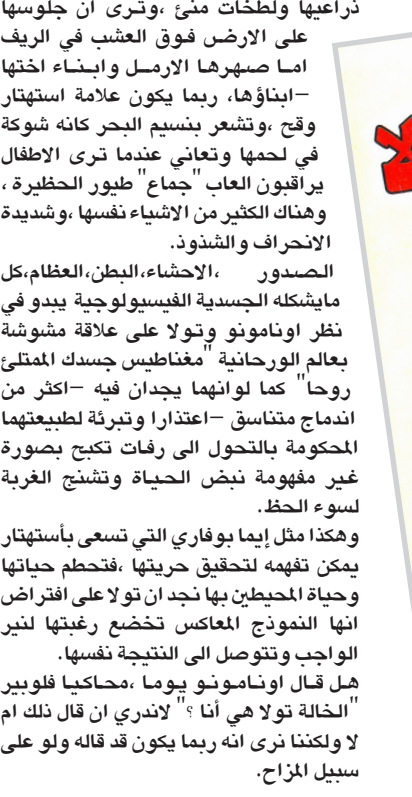 ذراعيها ولطخات منئ ،وترى ان جلوسها
على الارض فوق العشب في الريف
اما صهرها الارمل وابناء اختها
–ابناؤها، ربما يكون علامة استهتار
وقح ،وتشعر بنسيم البحر كانه شوكة
في لحمها وتعاني عندما ترى الاطفال
يراقبون العاب "جماع" طيور الحظيرة ،
وهناك الكثير من الاشياء نفسها ،وشديدة
الانحراف والشذوذ.
الصدور ،الاحشاء،البطن،العظام،كل
مايشكله الجسدية الفيسيولوجية يبدو في
نظر اونامونو وتولا على علاقة مشوشة
بعالم الورحانية "مغناطيس جسدك الممتلئ
روحا" كما لوانهما يجدان فيه –اكثر من
اندماج متناسق –اعتذارا وتبرئة لطبيعتهما
المحكومة بالتحول الى رفات تكبح بصورة
غير مفهومة نبض الحياة وتشنج الغربة
لسوء الحظ.
وهكذا مثل إيما بوفاري التي تسعى بأستهتار
يمكن تفهمه لتحقيق حريتها ،فتحطم حياتها
وحياة المحيطين بها نجد ان تولا على افتراض
انها النموذج المعاكس تخضع رغبتها لنير
الواجب وتتوصل الى النتيجة نفسها.
هل قال اونامونو يوما ،محاكيا فلوبير
"الخالة تولا هي أنا ؟" لاندري ان قال ذلك ام
لا ولكننا نرى انه ربما يكون قد قاله ولو على
سبيل المزاح.